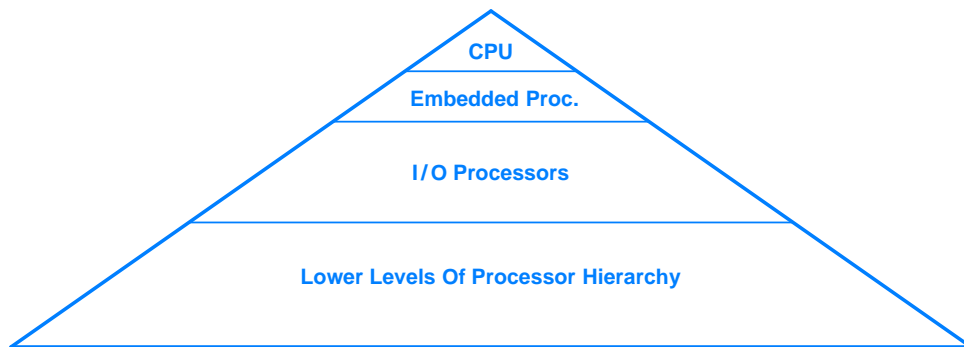 CPU
Embedded Proc.
I/O Processors
Lower Levels Of Processor Hierarchy